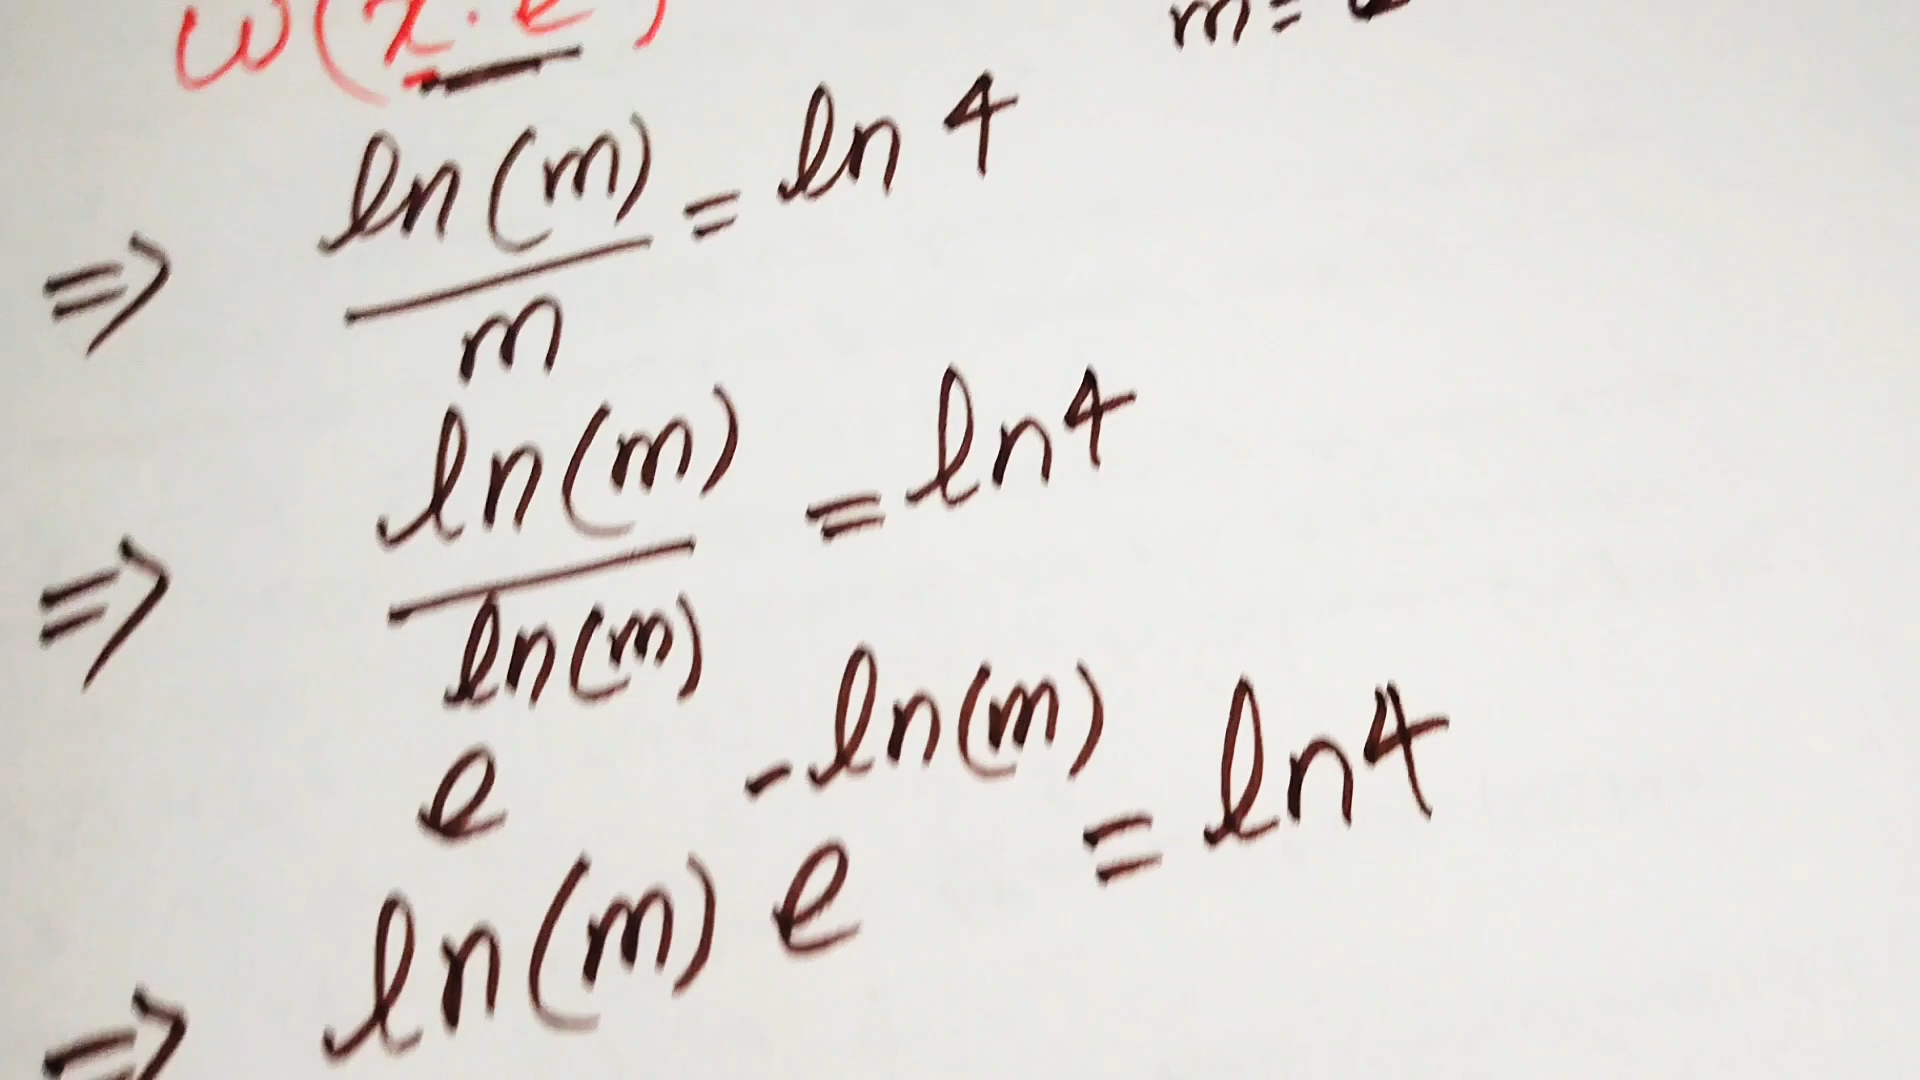 W(x.e)
m=
=> ln(m)/m = ln 4
=> ln(m)/e^ln(m) = ln4
=> ln(m) e^-ln(m) = ln4